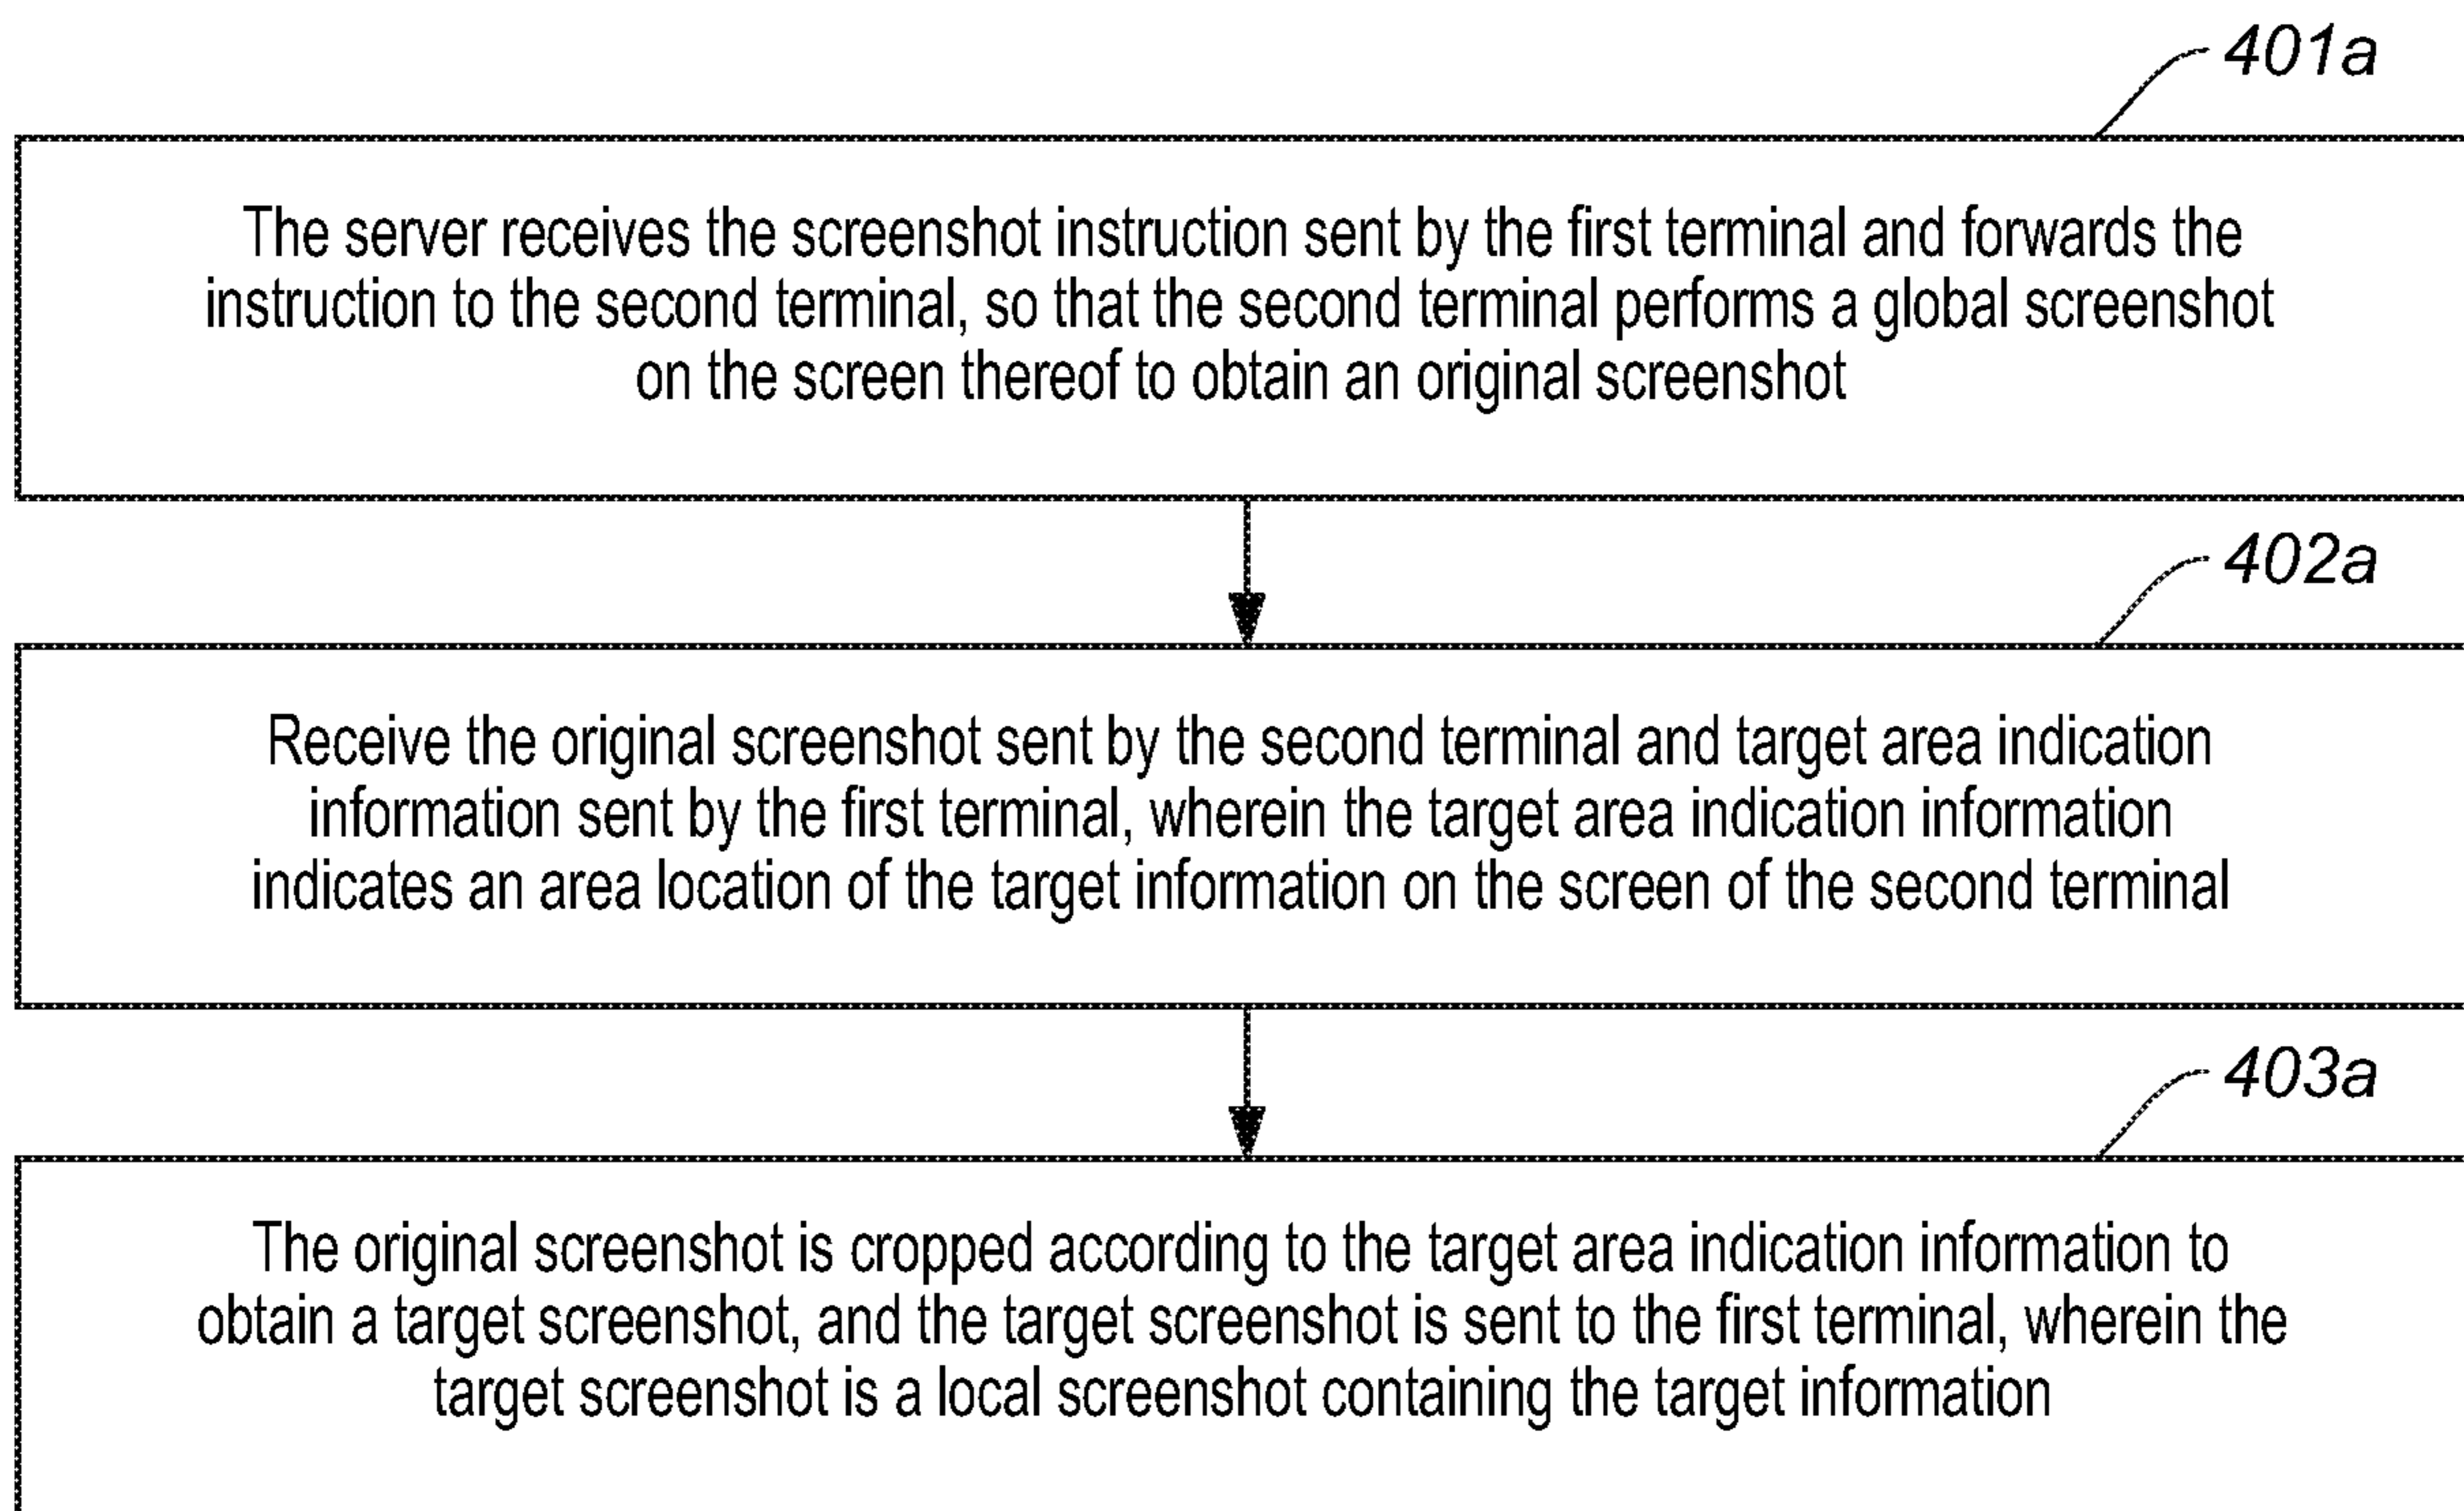 401a
The server receives the screenshot instruction sent by the first terminal and forwards the
instruction to the second terminal, so that the second terminal performs a global screenshot
on the screen thereof to obtain an original screenshot
402a
Receive the original screenshot sent by the second terminal and target area indication
information sent by the first terminal, wherein the target area indication information
indicates an area location of the target information on the screen of the second terminal
403a
The original screenshot is cropped according to the target area indication information to
obtain a target screenshot, and the target screenshot is sent to the first terminal, wherein the
target screenshot is a local screenshot containing the target information